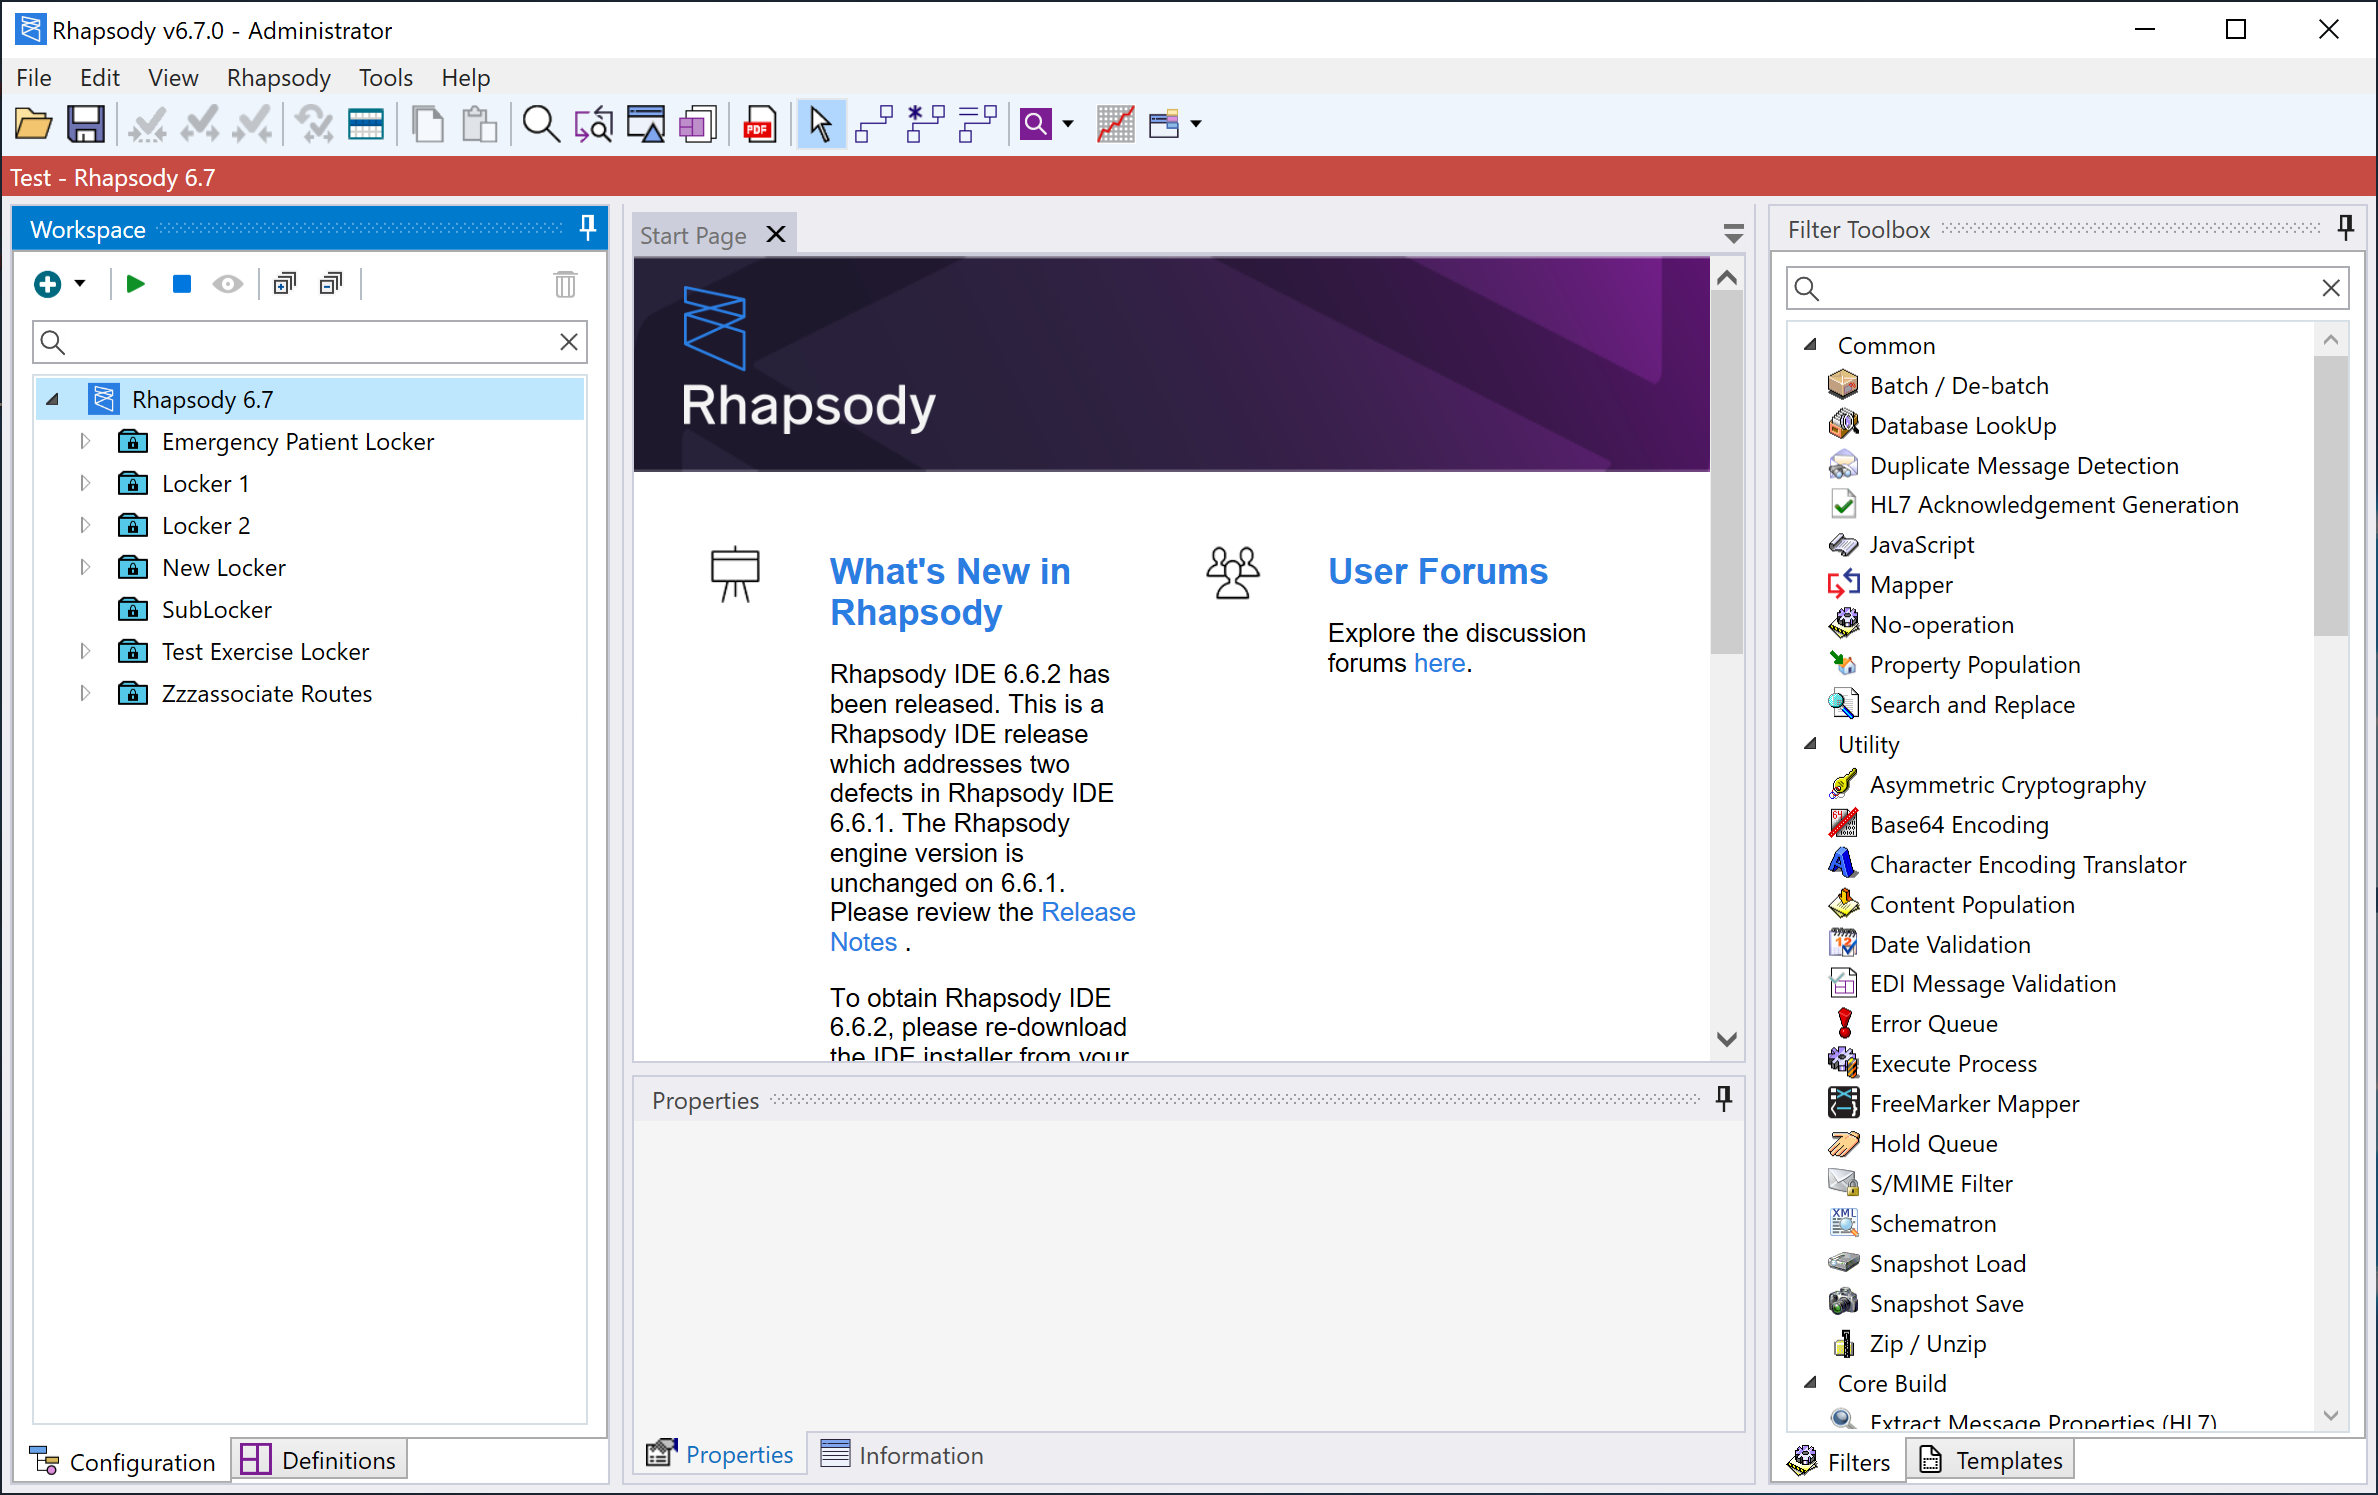 Rhapsody v6.7.0 - Administrator
File Edit View Rhapsody Tools Help
PDF
Test - Rhapsody 6.7
Workspace
Rhapsody 6.7
Emergency Patient Locker
Locker 1
Locker 2
New Locker
SubLocker
Test Exercise Locker
Zzzassociate Routes
Configuration
Definitions
Start Page
Rhapsody
What's New in
Rhapsody
Rhapsody IDE 6.6.2 has
been released. This is a
Rhapsody IDE release
which addresses two
defects in Rhapsody IDE
6.6.1. The Rhapsody
engine version is
unchanged on 6.6.1.
Please review the Release
Notes .
To obtain Rhapsody IDE
6.6.2, please re-download
the IDE installer from your
User Forums
Explore the discussion
forums here.
Properties
Properties
Information
Filter Toolbox
Common
Batch / De-batch
Database LookUp
Duplicate Message Detection
HL7 Acknowledgement Generation
JavaScript
Mapper
No-operation
Property Population
Search and Replace
Utility
Asymmetric Cryptography
Base64 Encoding
Character Encoding Translator
Content Population
Date Validation
EDI Message Validation
Error Queue
Execute Process
FreeMarker Mapper
Hold Queue
S/MIME Filter
Schematron
Snapshot Load
Snapshot Save
Zip / Unzip
Core Build
Extract Message Properties (HL7)
Filters
Templates